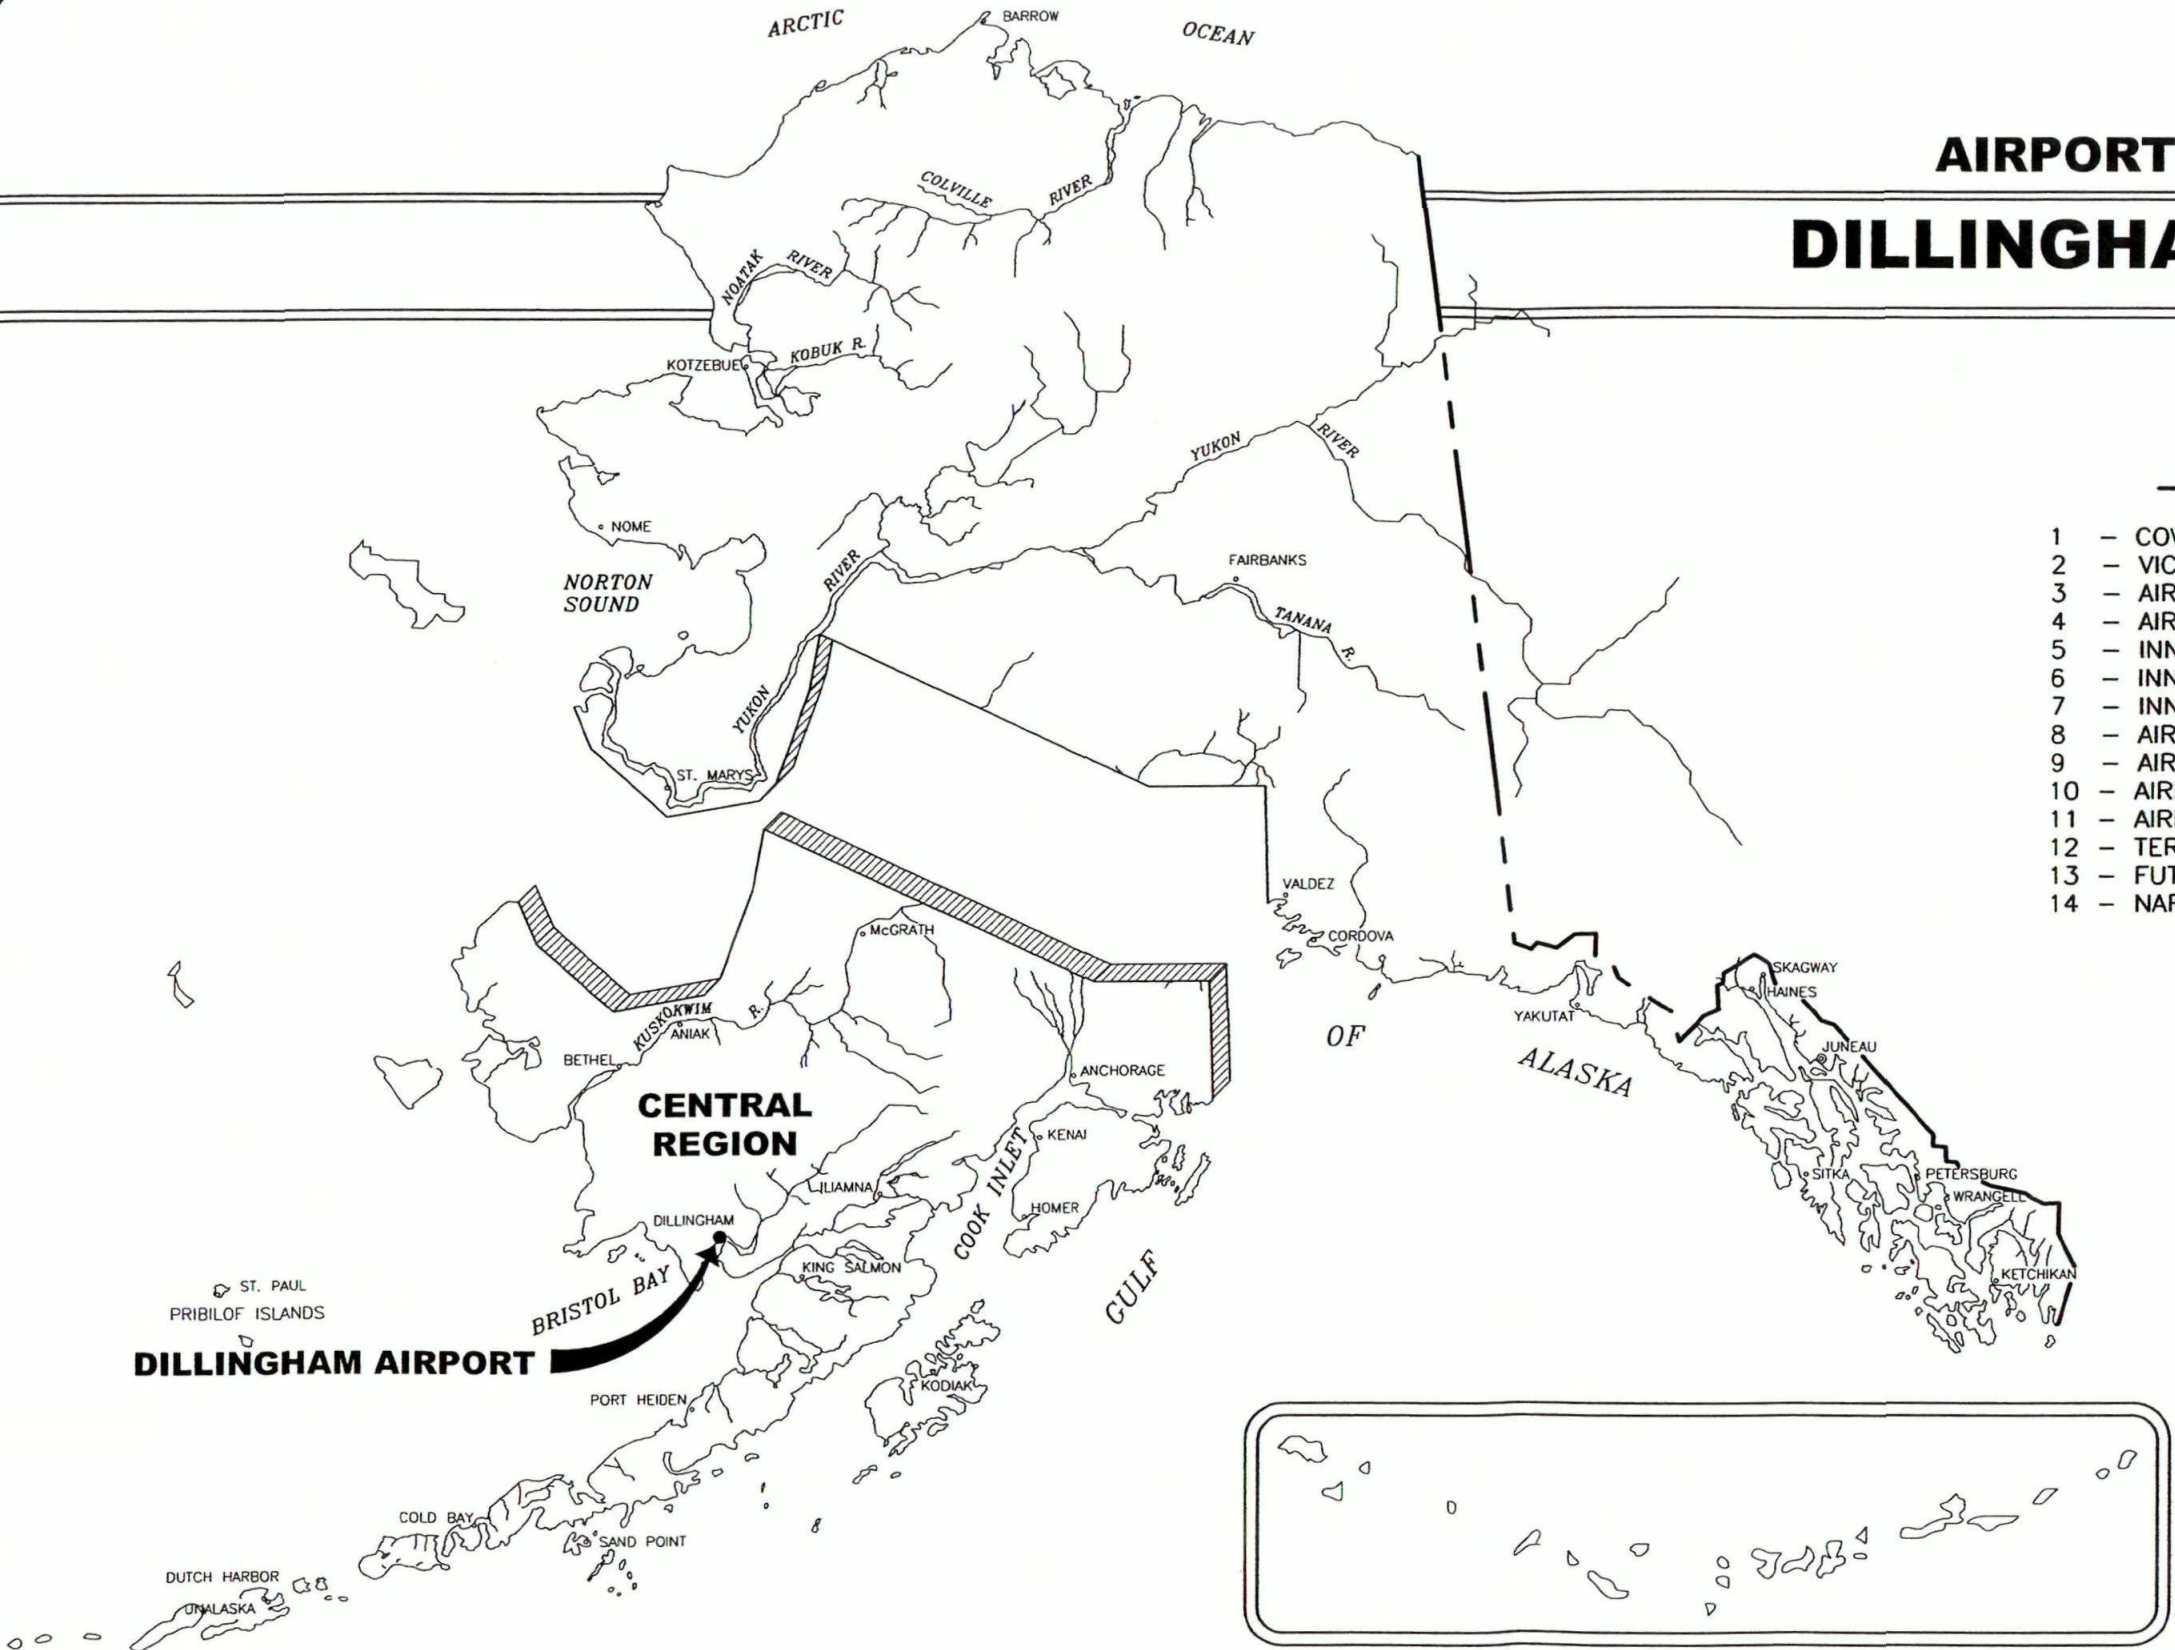 ARCTIC
OCEAN
BARROW
AIRPORT
DILLINGHA
COLVILLE RIVER
NOATAK RIVER
KOBUK R.
KOTZEBUE
YUKON RIVER
NOME
NORTON
SOUND
FAIRBANKS
RIVER
TANANA R.
YUKON
ST. MARYS
1 – COV
2 – VIC
3 – AIR
4 – AIR
5 – INN
6 – INN
7 – INN
8 – AIR
9 – AIR
10 – AIR
11 – AIR
12 – TER
13 – FUT
14 – NAR
VALDEZ
McGRATH
CORDOVA
SKAGWAY
HAINES
KUSKOKWIM R.
YAKUTAT
ANIAK
OF
BETHEL
JUNEAU
ANCHORAGE
ALASKA
CENTRAL
REGION
KENAI
COOK INLET
SITKA
PETERSBURG
ILIAMNA
WRANGELL
HOMER
DILLINGHAM
KING SALMON
KETCHIKAN
GULF
BRISTOL BAY
ST. PAUL
PRIBILOF ISLANDS
DILLINGHAM AIRPORT
KODIAK
PORT HEIDEN
COLD BAY
SAND POINT
DUTCH HARBOR
UNALASKA